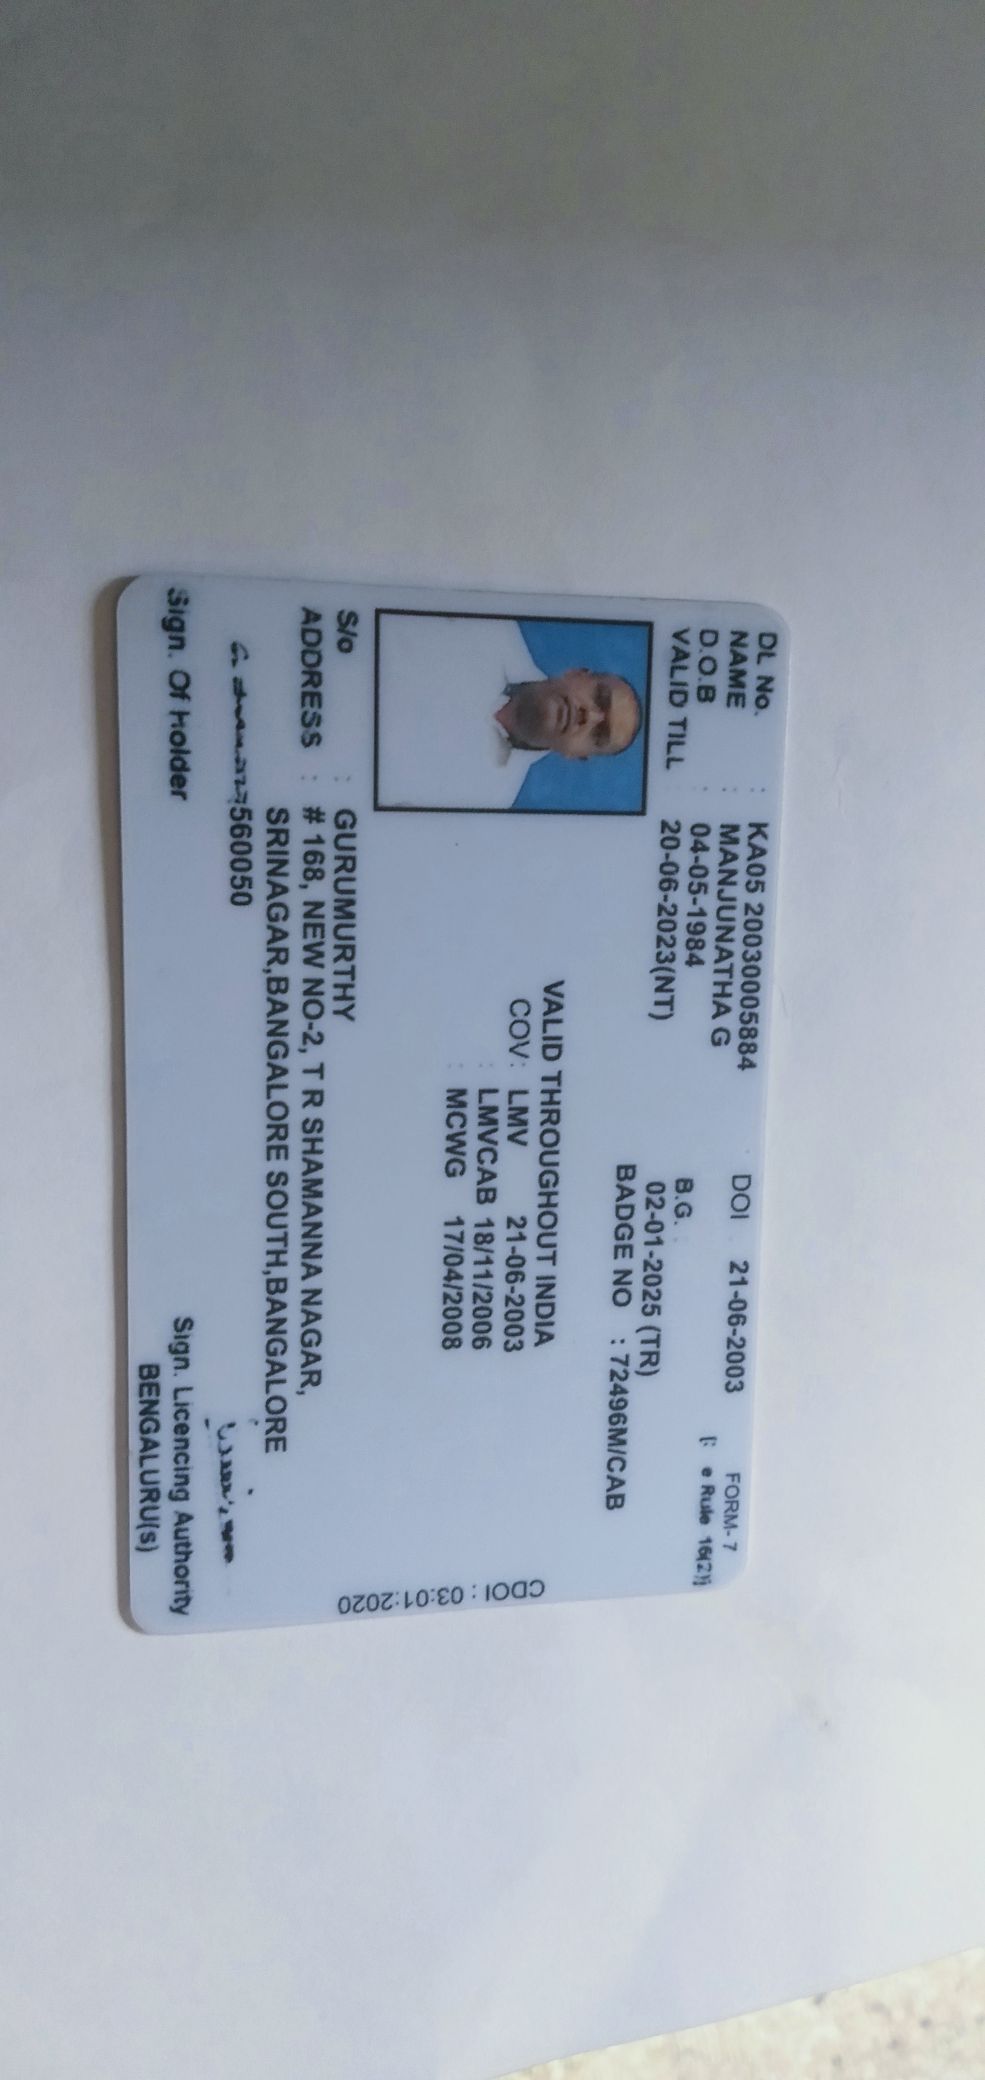 FORM- 7
DL No. : KA05 20030005884 DOI 21-06-2003
NAME : MANJUNATHA G e Rule 16(2)]
D.O.B : 04-05-1984 B.G. :
VALID TILL 20-06-2023(NT) 02-01-2025 (TR)
BADGE NO : 72496M/CAB
VALID THROUGHOUT INDIA
COV: LMV 21-06-2003
: LMVCAB 18/11/2006
: MCWG 17/04/2008
CDOI : 03:01:2020
S/o : GURUMURTHY
ADDRESS : # 168, NEW NO-2, T R SHAMANNA NAGAR,
SRINAGAR,BANGALORE SOUTH,BANGALORE
560050
Sign. Of Holder Sign. Licencing Authority
BENGALURU(s)